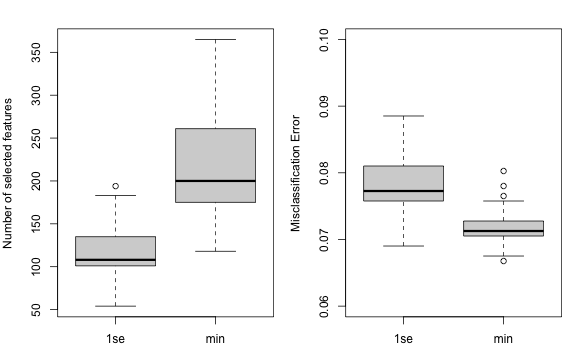 Number of selected features
50
100
150
200
250
300
350
1se
min
Misclassification Error
0.06
0.07
0.08
0.09
0.10
1se
min